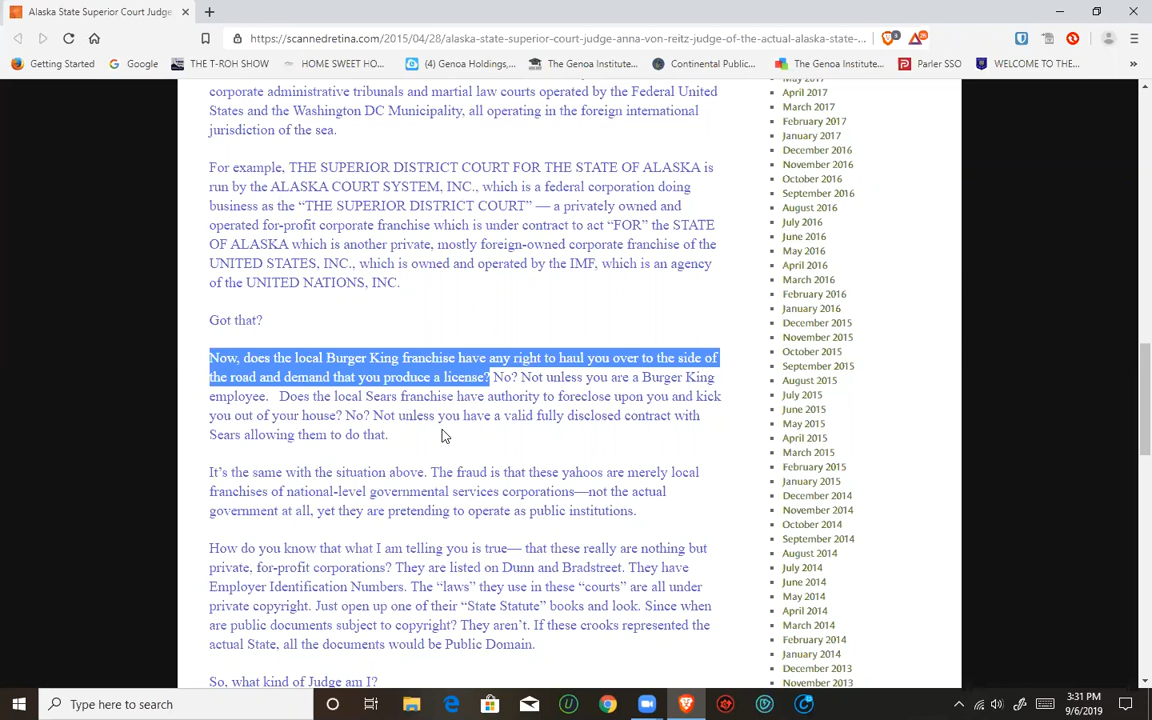 Alaska State Superior Court Judge
https://scannedretina.com/2015/04/28/alaska-state-superior-court-judge-anna-von-reitz-judge-of-the-actual-alaska-state-...
Getting Started
Google
THE T-ROH SHOW
HOME SWEET HO...
(4) Genoa Holdings,...
The Genoa Institute...
Continental Public...
The Genoa Institute...
Parler SSO
WELCOME TO THE...
corporate administrative tribunals and martial law courts operated by the Federal United
States and the Washington DC Municipality, all operating in the foreign international
jurisdiction of the sea.
For example, THE SUPERIOR DISTRICT COURT FOR THE STATE OF ALASKA is
run by the ALASKA COURT SYSTEM, INC., which is a federal corporation doing
business as the “THE SUPERIOR DISTRICT COURT” — a privately owned and
operated for-profit corporate franchise which is under contract to act “FOR” the STATE
OF ALASKA which is another private, mostly foreign-owned corporate franchise of the
UNITED STATES, INC., which is owned and operated by the IMF, which is an agency
of the UNITED NATIONS, INC.
Got that?
Now, does the local Burger King franchise have any right to haul you over to the side of
the road and demand that you produce a license? No? Not unless you are a Burger King
employee. Does the local Sears franchise have authority to foreclose upon you and kick
you out of your house? No? Not unless you have a valid fully disclosed contract with
Sears allowing them to do that.
It’s the same with the situation above. The fraud is that these yahoos are merely local
franchises of national-level governmental services corporations—not the actual
government at all, yet they are pretending to operate as public institutions.
How do you know that what I am telling you is true— that these really are nothing but
private, for-profit corporations? They are listed on Dunn and Bradstreet. They have
Employer Identification Numbers. The “laws” they use in these “courts” are all under
private copyright. Just open up one of their “State Statute” books and look. Since when
are public documents subject to copyright? They aren’t. If these crooks represented the
actual State, all the documents would be Public Domain.
So, what kind of Judge am I?
May 2017
April 2017
March 2017
February 2017
January 2017
December 2016
November 2016
October 2016
September 2016
August 2016
July 2016
June 2016
May 2016
April 2016
March 2016
February 2016
January 2016
December 2015
November 2015
October 2015
September 2015
August 2015
July 2015
June 2015
May 2015
April 2015
March 2015
February 2015
January 2015
December 2014
November 2014
October 2014
September 2014
August 2014
July 2014
June 2014
May 2014
April 2014
March 2014
February 2014
January 2014
December 2013
November 2013
Type here to search
3:31 PM
9/6/2019